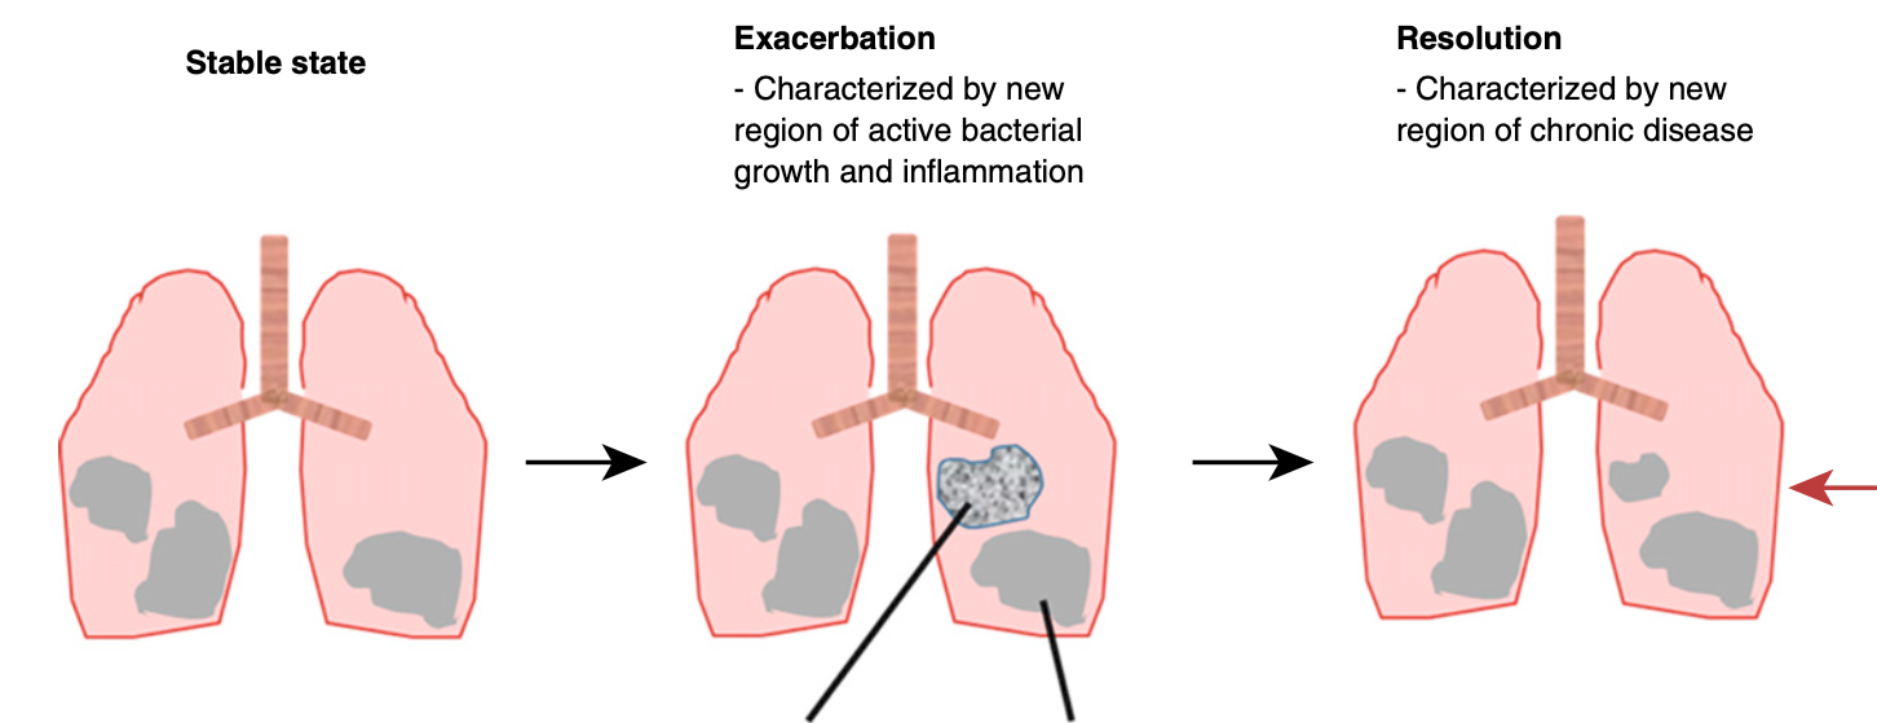 Stable state
Exacerbation
- Characterized by new
region of active bacterial
growth and inflammation
Resolution
- Characterized by new
region of chronic disease